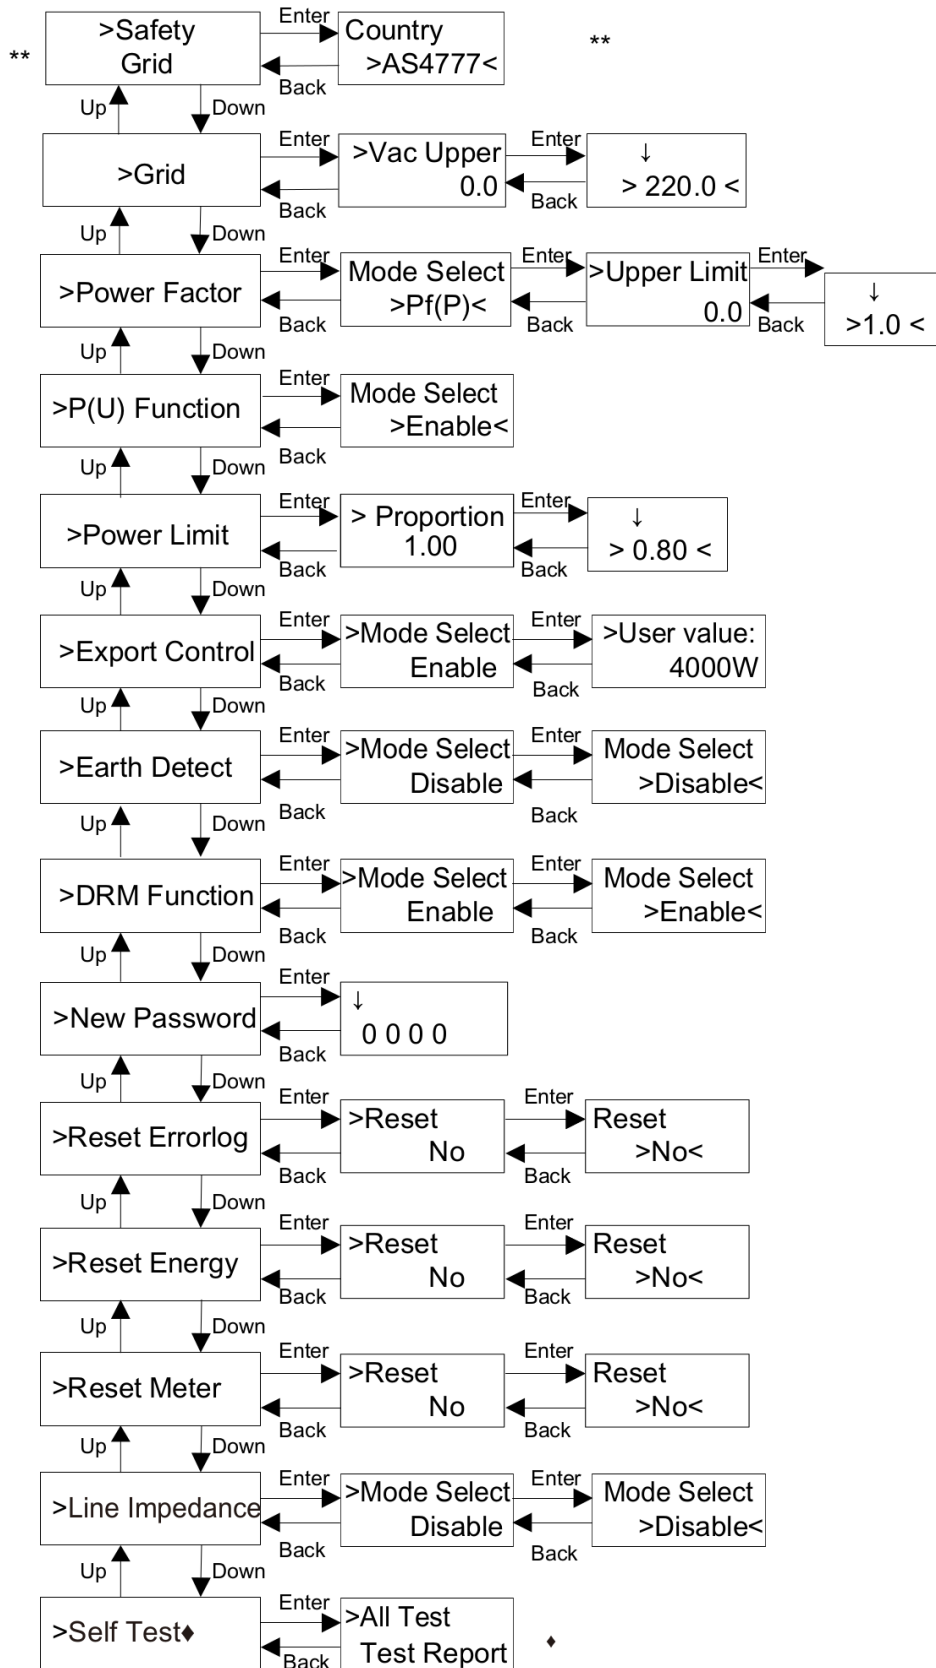 **
>Safety
Grid
Enter
Back
Country
>AS4777<
**
Up
Down
>Grid
Enter
Back
>Vac Upper
0.0
Enter
Back
↓
> 220.0 <
Up
Down
>Power Factor
Enter
Back
Mode Select
>Pf(P)<
Enter
Back
>Upper Limit
0.0
Enter
Back
↓
>1.0 <
Up
Down
>P(U) Function
Enter
Back
Mode Select
>Enable<
Up
Down
>Power Limit
Enter
Back
> Proportion
1.00
Enter
Back
↓
> 0.80 <
Up
Down
>Export Control
Enter
Back
>Mode Select
Enable
Enter
Back
>User value:
4000W
Up
Down
>Earth Detect
Enter
Back
>Mode Select
Disable
Enter
Back
Mode Select
>Disable<
Up
Down
>DRM Function
Enter
Back
>Mode Select
Enable
Enter
Back
Mode Select
>Enable<
Up
Down
>New Password
Enter
Back
↓
0 0 0 0
Up
Down
>Reset Errorlog
Enter
Back
>Reset
No
Enter
Back
Reset
>No<
Up
Down
>Reset Energy
Enter
Back
>Reset
No
Enter
Back
Reset
>No<
Up
Down
>Reset Meter
Enter
Back
>Reset
No
Enter
Back
Reset
>No<
Up
Down
>Line Impedance
Enter
Back
>Mode Select
Disable
Enter
Back
Mode Select
>Disable<
Up
Down
>Self Test♦
Enter
Back
>All Test
Test Report
♦